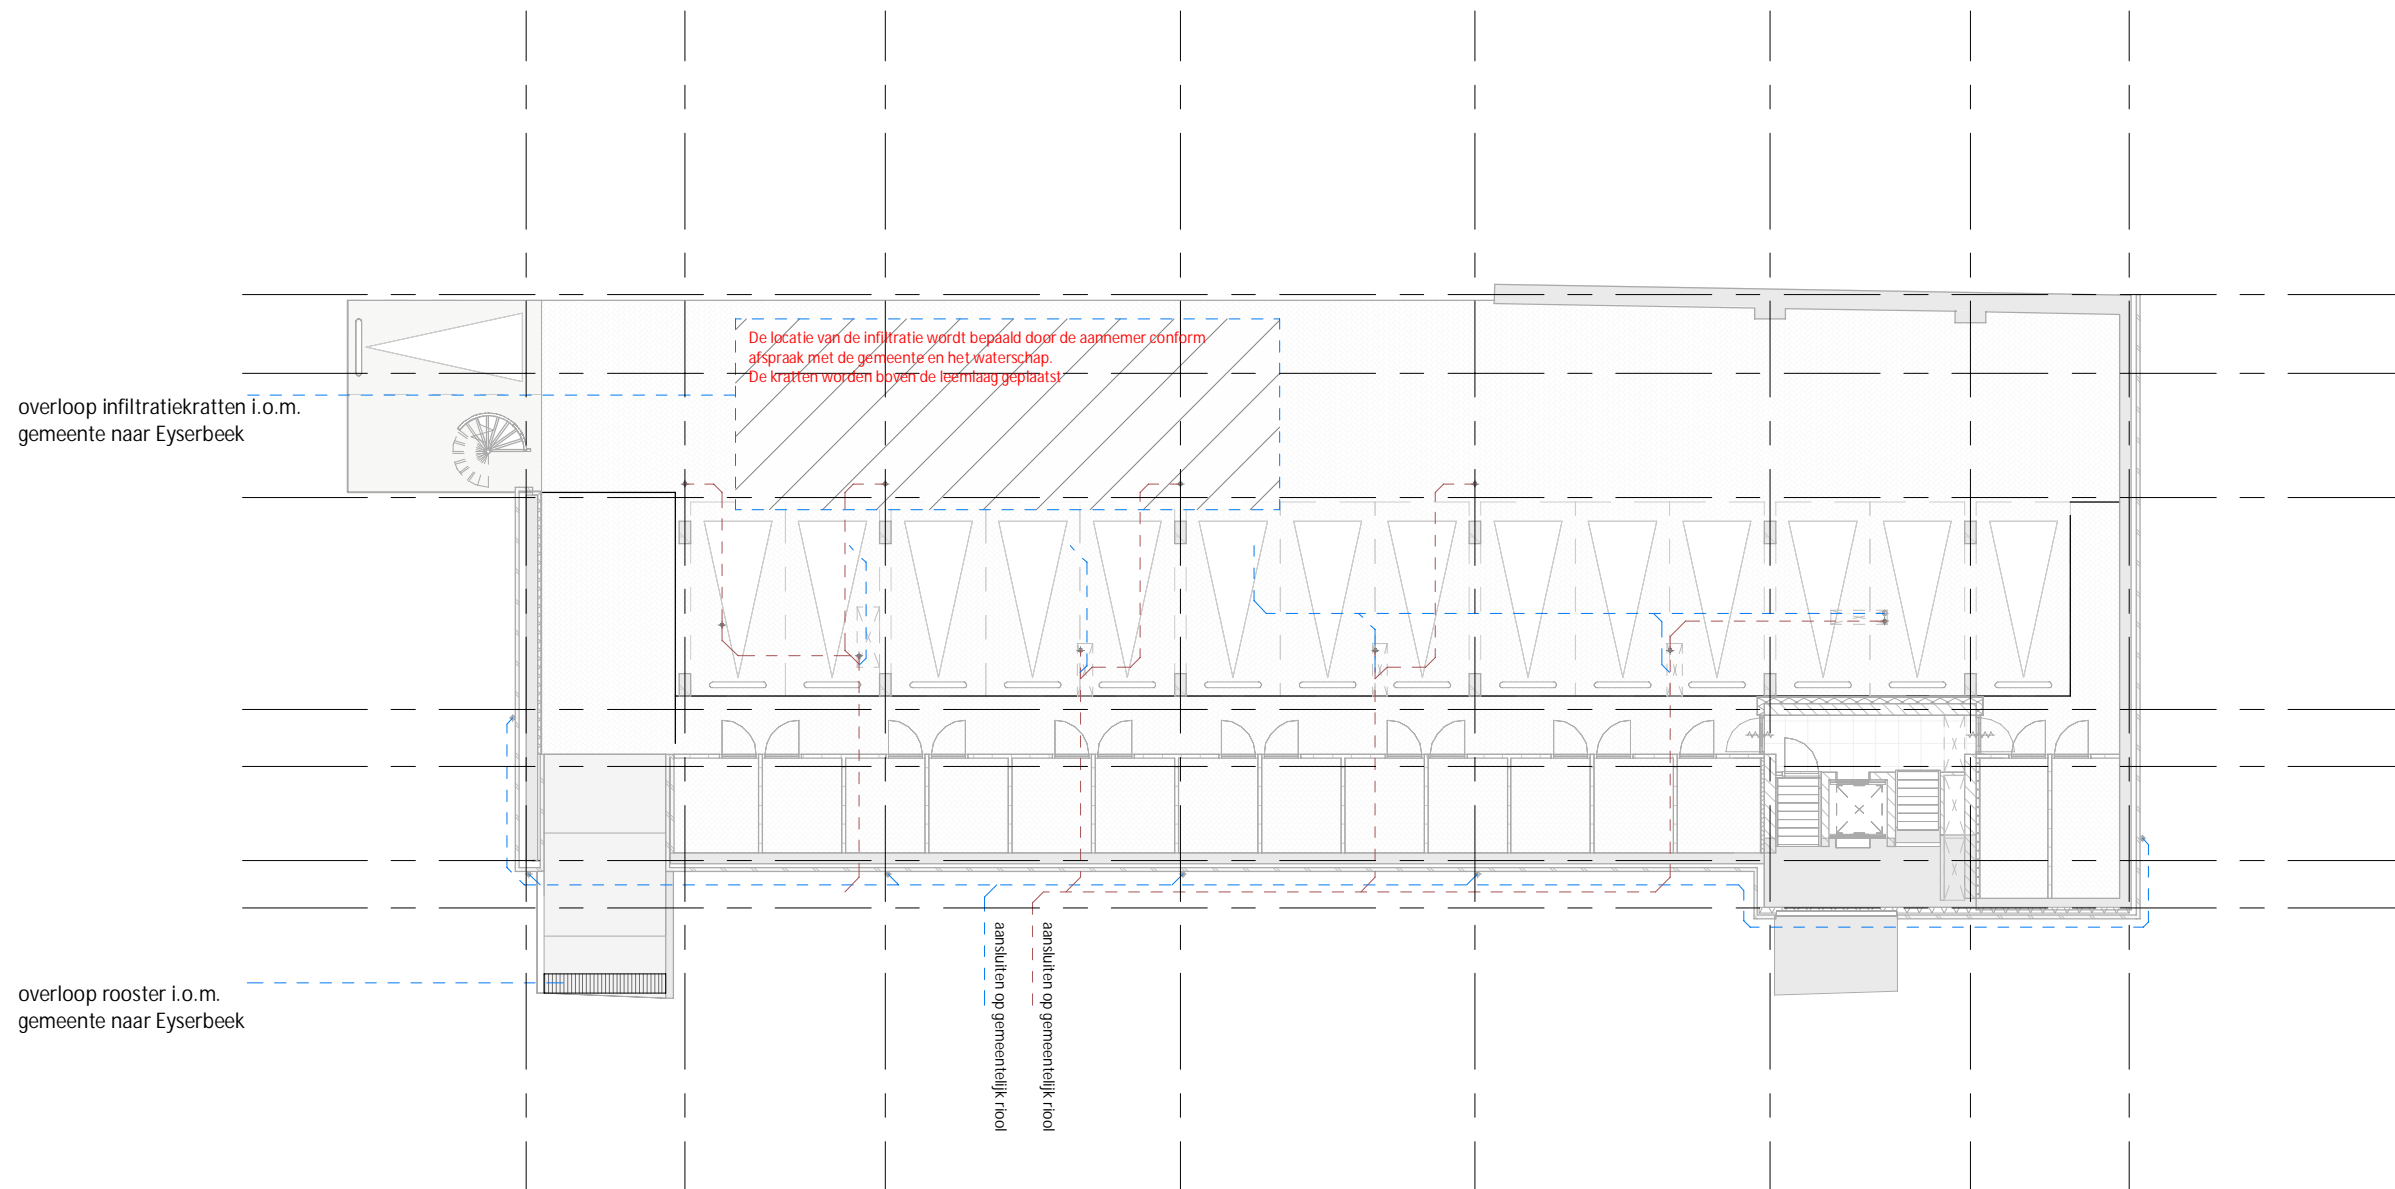 De locatie van de infiltratie wordt bepaald door de aannemer conform
afspraak met de gemeente en het waterschap.
De kratten worden boven de leemlaag geplaatst
overloop infiltratiekratten i.o.m.
gemeente naar Eyserbeek
overloop rooster i.o.m.
gemeente naar Eyserbeek
aansluiten op gemeentelijk riool
aansluiten op gemeentelijk riool